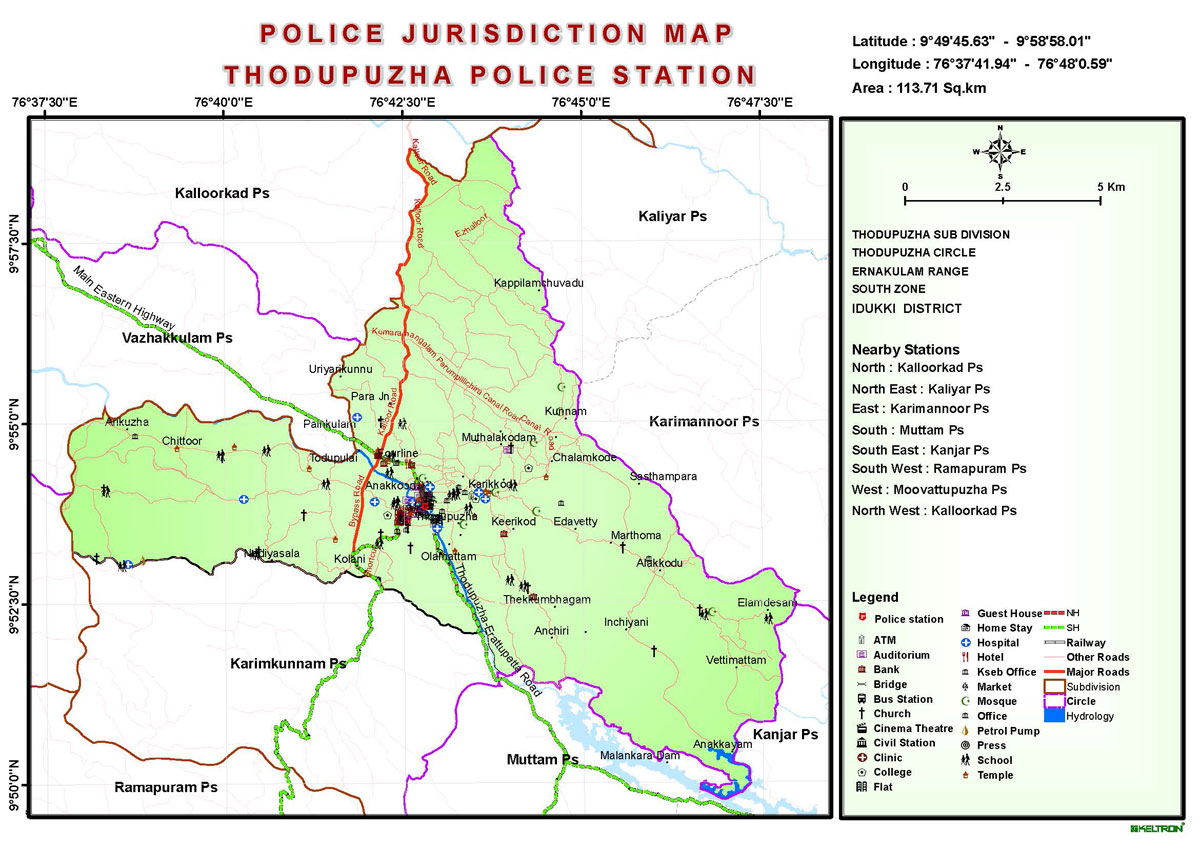 POLICE JURISDICTION MAP
THODUPUZHA POLICE STATION
Latitude : 9°49'45.63" - 9°58'58.01"
Longitude : 76°37'41.94" - 76°48'0.59"
Area : 113.71 Sq.km
76°37'30"E
76°40'0"E
76°42'30"E
76°45'0"E
76°47'30"E
9°57'30"N
9°55'0"N
9°52'30"N
9°50'0"N
Kalloor Road
Kalloorkad Ps
Kaliyar Ps
Kalloor Road
Ezhalloor
Main Eastern Highway
Kappilamchuvadu
Vazhakkulam Ps
Kumaramangalam Perumpillichira Canal Road
Canal Road
Uriyarikunnu
Para Jn
Kalloor Road
Kunnam
Karimannoor Ps
Arikuzha
Painkulam
Chittoor
Muthalakodam
Todupulai
Fourline
Chalamkode
Sasthampara
Anakkood
Karikkod
Bypass Road
Thodupuzha
Keerikod
Edavetty
Marthoma
Nadiyasala
Kolani
Olamattam
Alakkodu
Thodupuzha-Erattupetta Road
Thekkumbhagam
Elamdesam
Anchiri
Inchiyani
Karimkunnam Ps
Vettimattam
Kanjar Ps
Anakkayam
Malankara Dam
Muttam Ps
Ramapuram Ps
N
W E
S
0 2.5 5 Km
THODUPUZHA SUB DIVISION
THODUPUZHA CIRCLE
ERNAKULAM RANGE
SOUTH ZONE
IDUKKI DISTRICT
Nearby Stations
North : Kalloorkad Ps
North East : Kaliyar Ps
East : Karimannoor Ps
South : Muttam Ps
South East : Kanjar Ps
South West : Ramapuram Ps
West : Moovattupuzha Ps
North West : Kalloorkad Ps
Legend
Police station
ATM
Auditorium
Bank
Bridge
Bus Station
Church
Cinema Theatre
Civil Station
Clinic
College
Flat
Guest House
Home Stay
Hospital
Hotel
Kseb Office
Market
Mosque
Office
Petrol Pump
Press
School
Temple
NH
SH
Railway
Other Roads
Major Roads
Subdivision
Circle
Hydrology
KELTRON